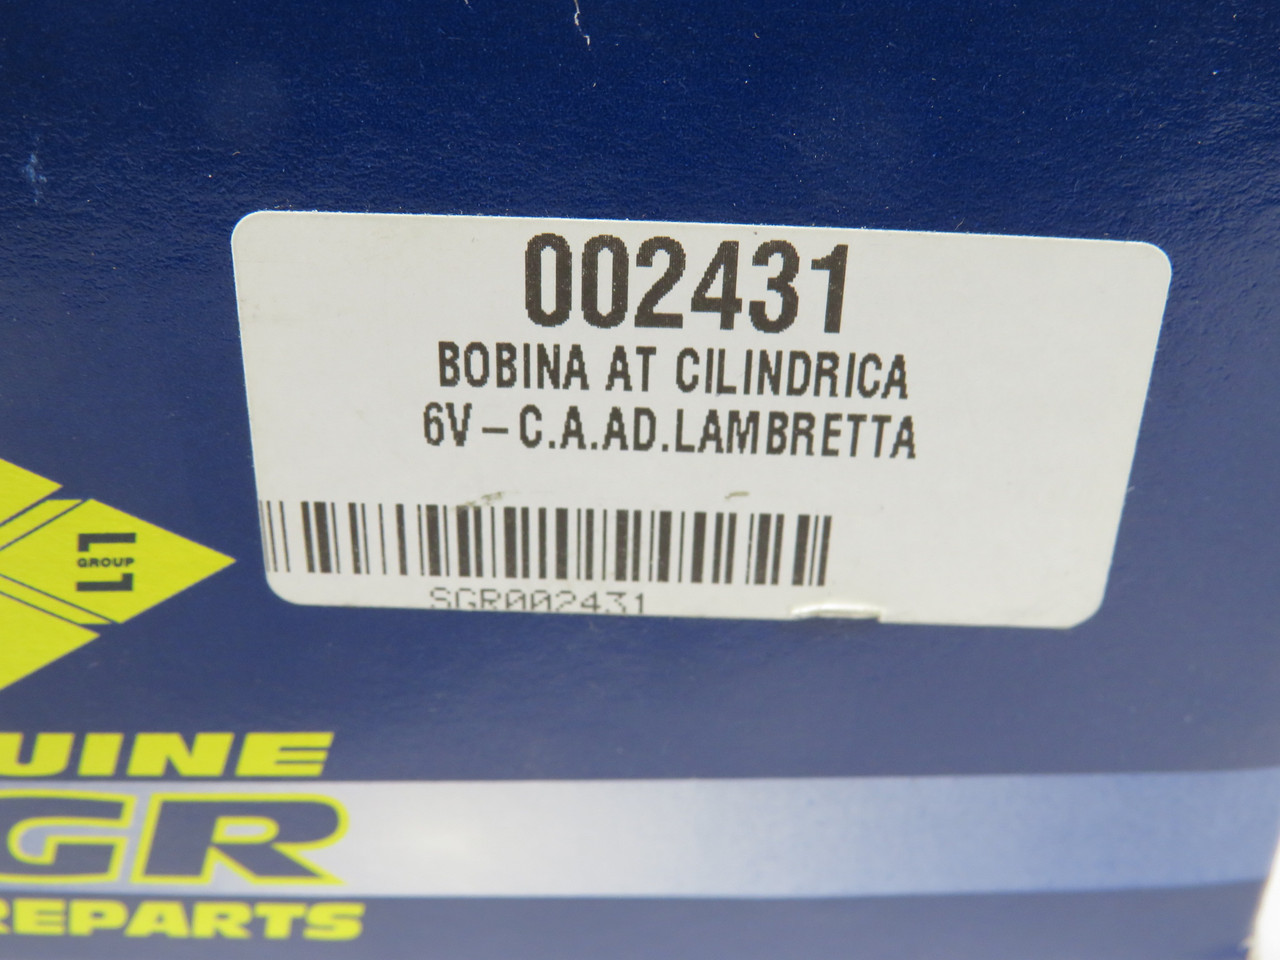 002431
BOBINA AT CILINDRICA
6V-C.A.AD.LAMBRETTA
SGR002431
GROUP
UINE
GR
REPARTS